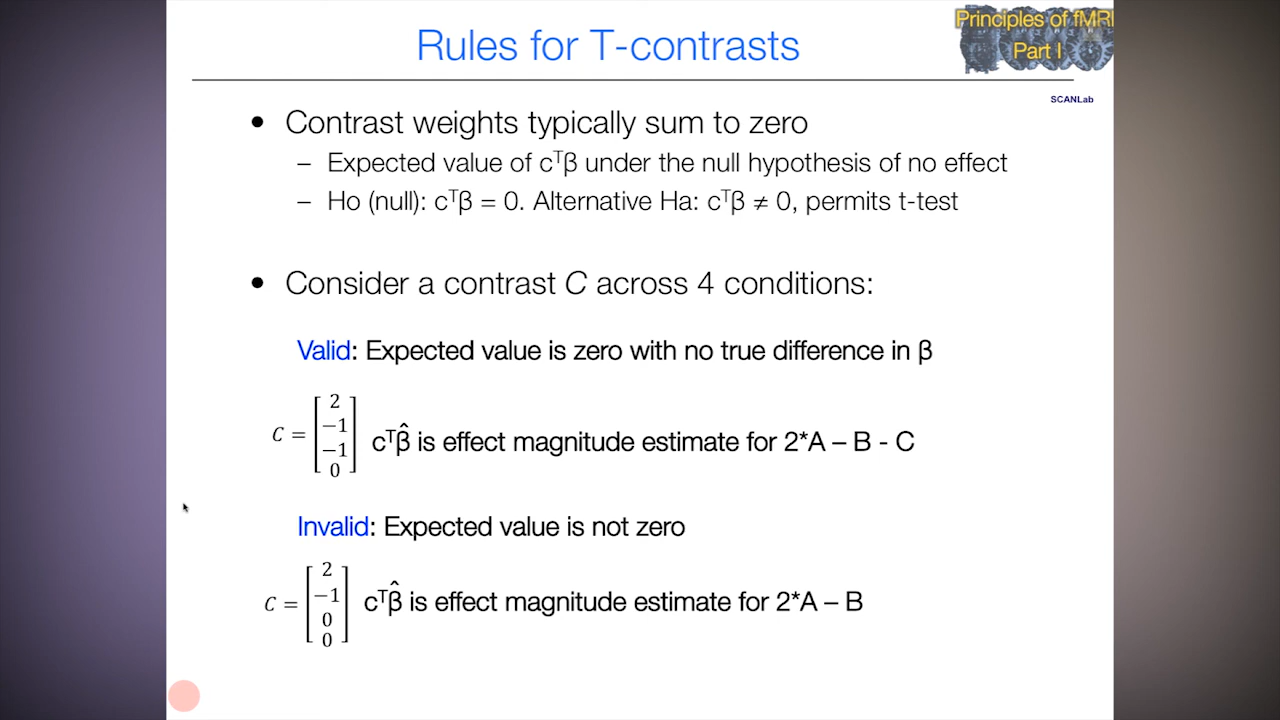 Rules for T-contrasts
Principles of fMRI
Part I
SCANLab
• Contrast weights typically sum to zero
– Expected value of cᵀβ under the null hypothesis of no effect
– Ho (null): cᵀβ = 0. Alternative Ha: cᵀβ ≠ 0, permits t-test
• Consider a contrast C across 4 conditions:
Valid: Expected value is zero with no true difference in β
C = [2 −1 −1 0] cᵀβ̂ is effect magnitude estimate for 2*A – B - C
Invalid: Expected value is not zero
C = [2 −1 0 0] cᵀβ̂ is effect magnitude estimate for 2*A – B